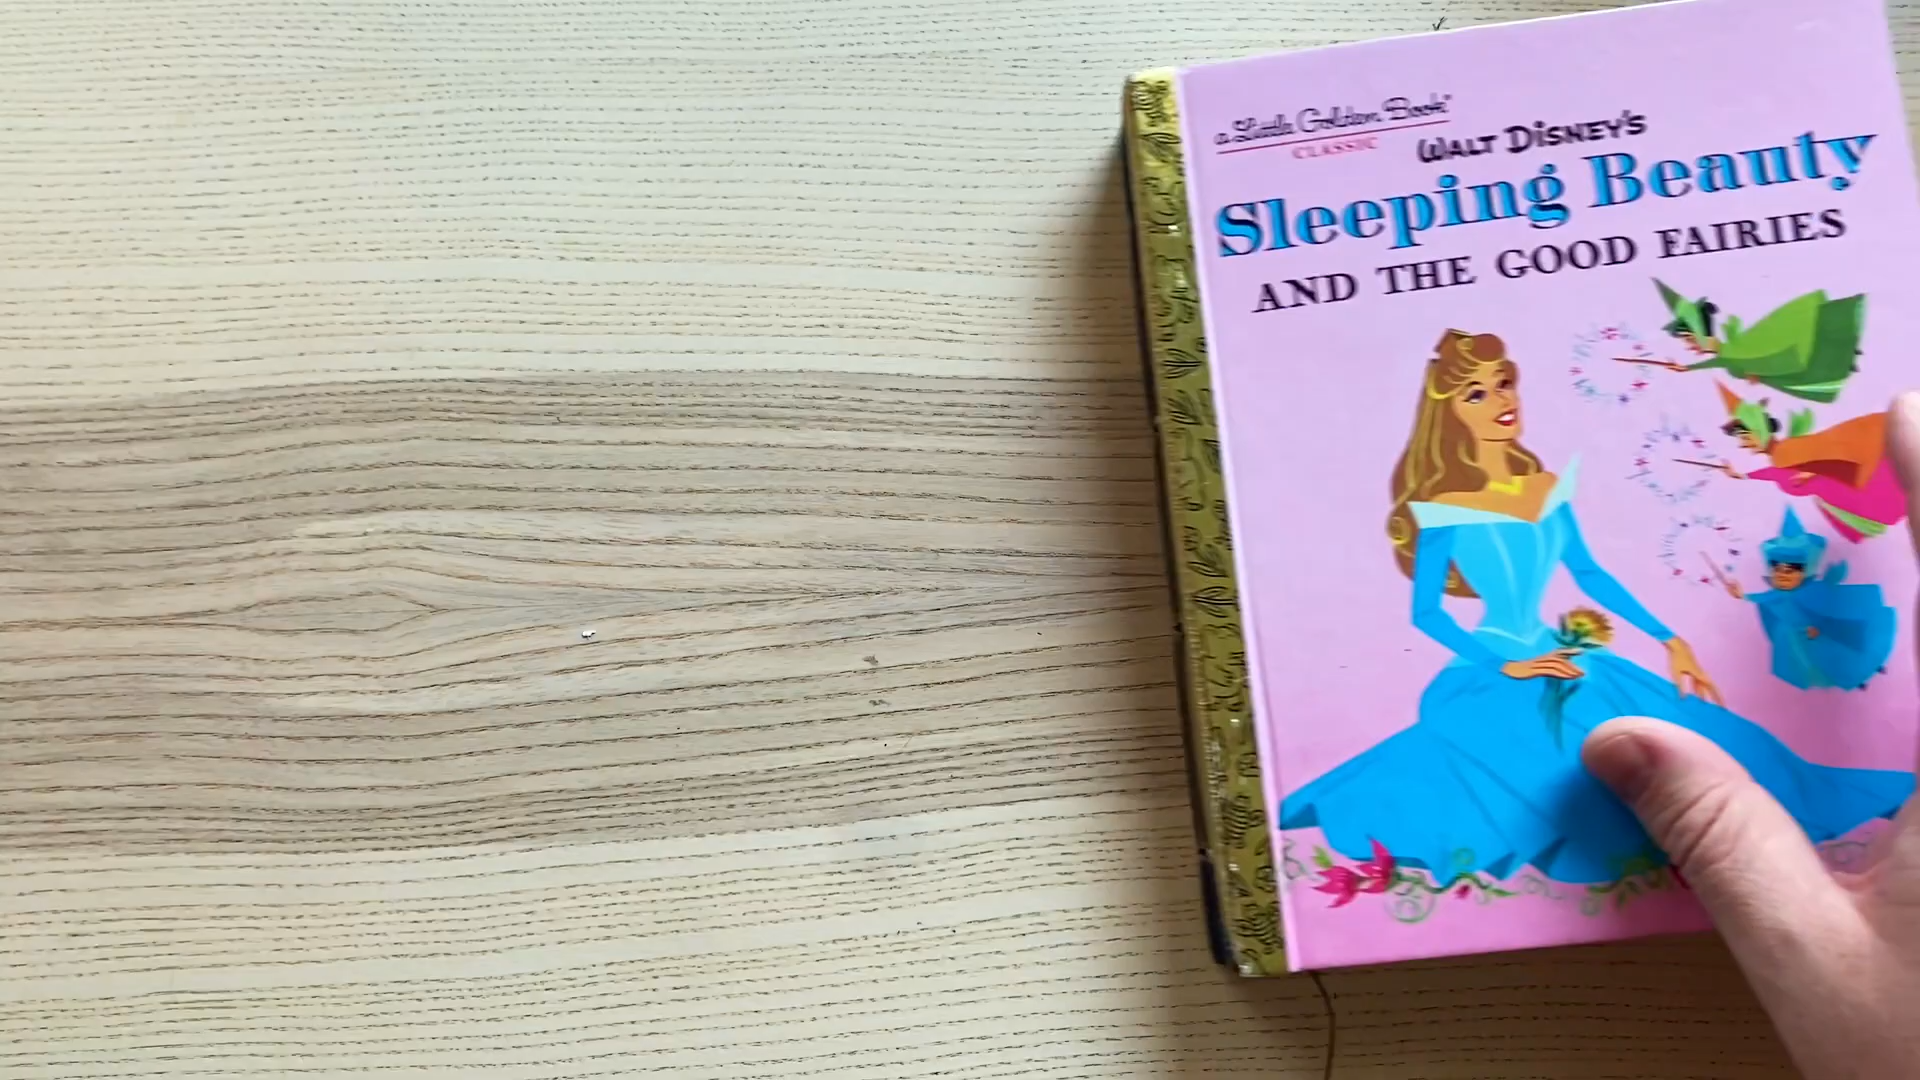 a Little Golden Book®
CLASSIC
WALT DISNEY'S
Sleeping Beauty
AND THE GOOD FAIRIES